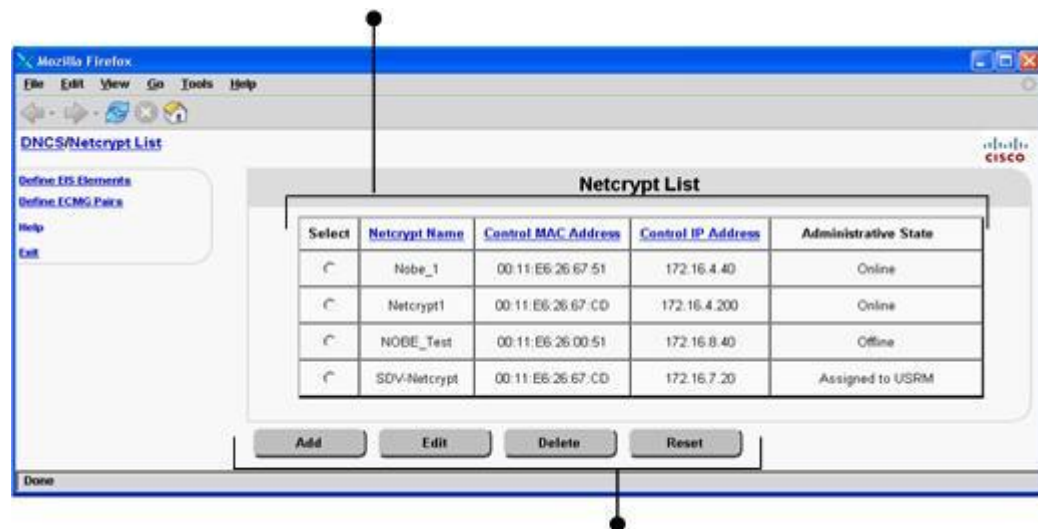 Mozilla Firefox
File Edit View Go Tools Help
DNCS/Netcrypt List
CISCO
Define EIS Elements
Define ECMG Pairs
Help
Exit
Netcrypt List
Select Netcrypt Name Control MAC Address Control IP Address Administrative State
Nobe_1 00:11:E6:26:67:51 172.16.4.40 Online
Netcrypt1 00:11:E6:26:67:CD 172.16.4.200 Online
NOBE_Test 00:11:E6:26:00:51 172.16.8.40 Offline
SDV-Netcrypt 00:11:E6:26:67:CD 172.16.7.20 Assigned to USRM
Add Edit Delete Reset
Done